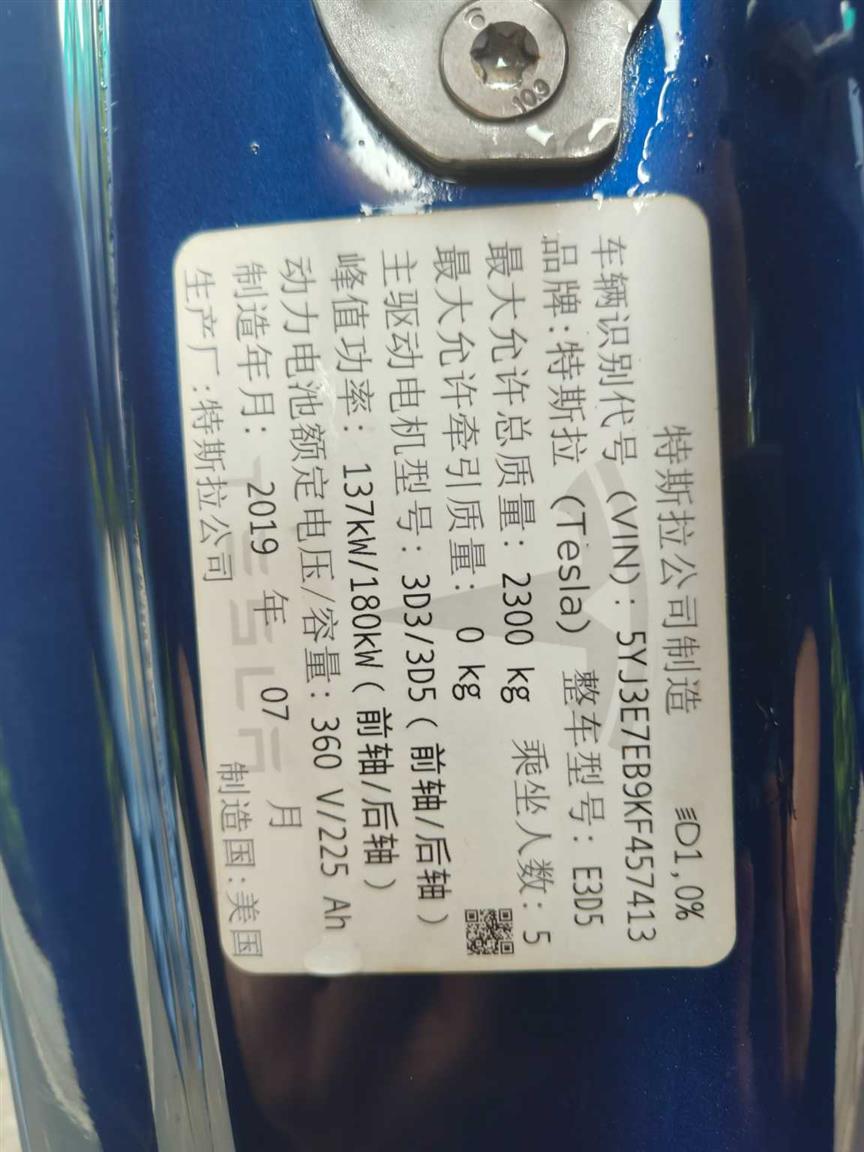 10.9
特斯拉公司制造 1,0%
车辆识别代号 (VIN): 5YJ3E7EB9KF457413
品牌:特斯拉 (Tesla) 整车型号: E3D5
最大允许总质量: 2300 kg 乘坐人数: 5
最大允许牵引质量: 0 kg
主驱动电机型号: 3D3/3D5 (前轴/后轴)
峰值功率: 137kW/180kW (前轴/后轴)
动力电池额定电压/容量: 360 V/225 Ah
制造年月: 2019 年 07 月
生产厂:特斯拉公司 制造国:美国
TESLA